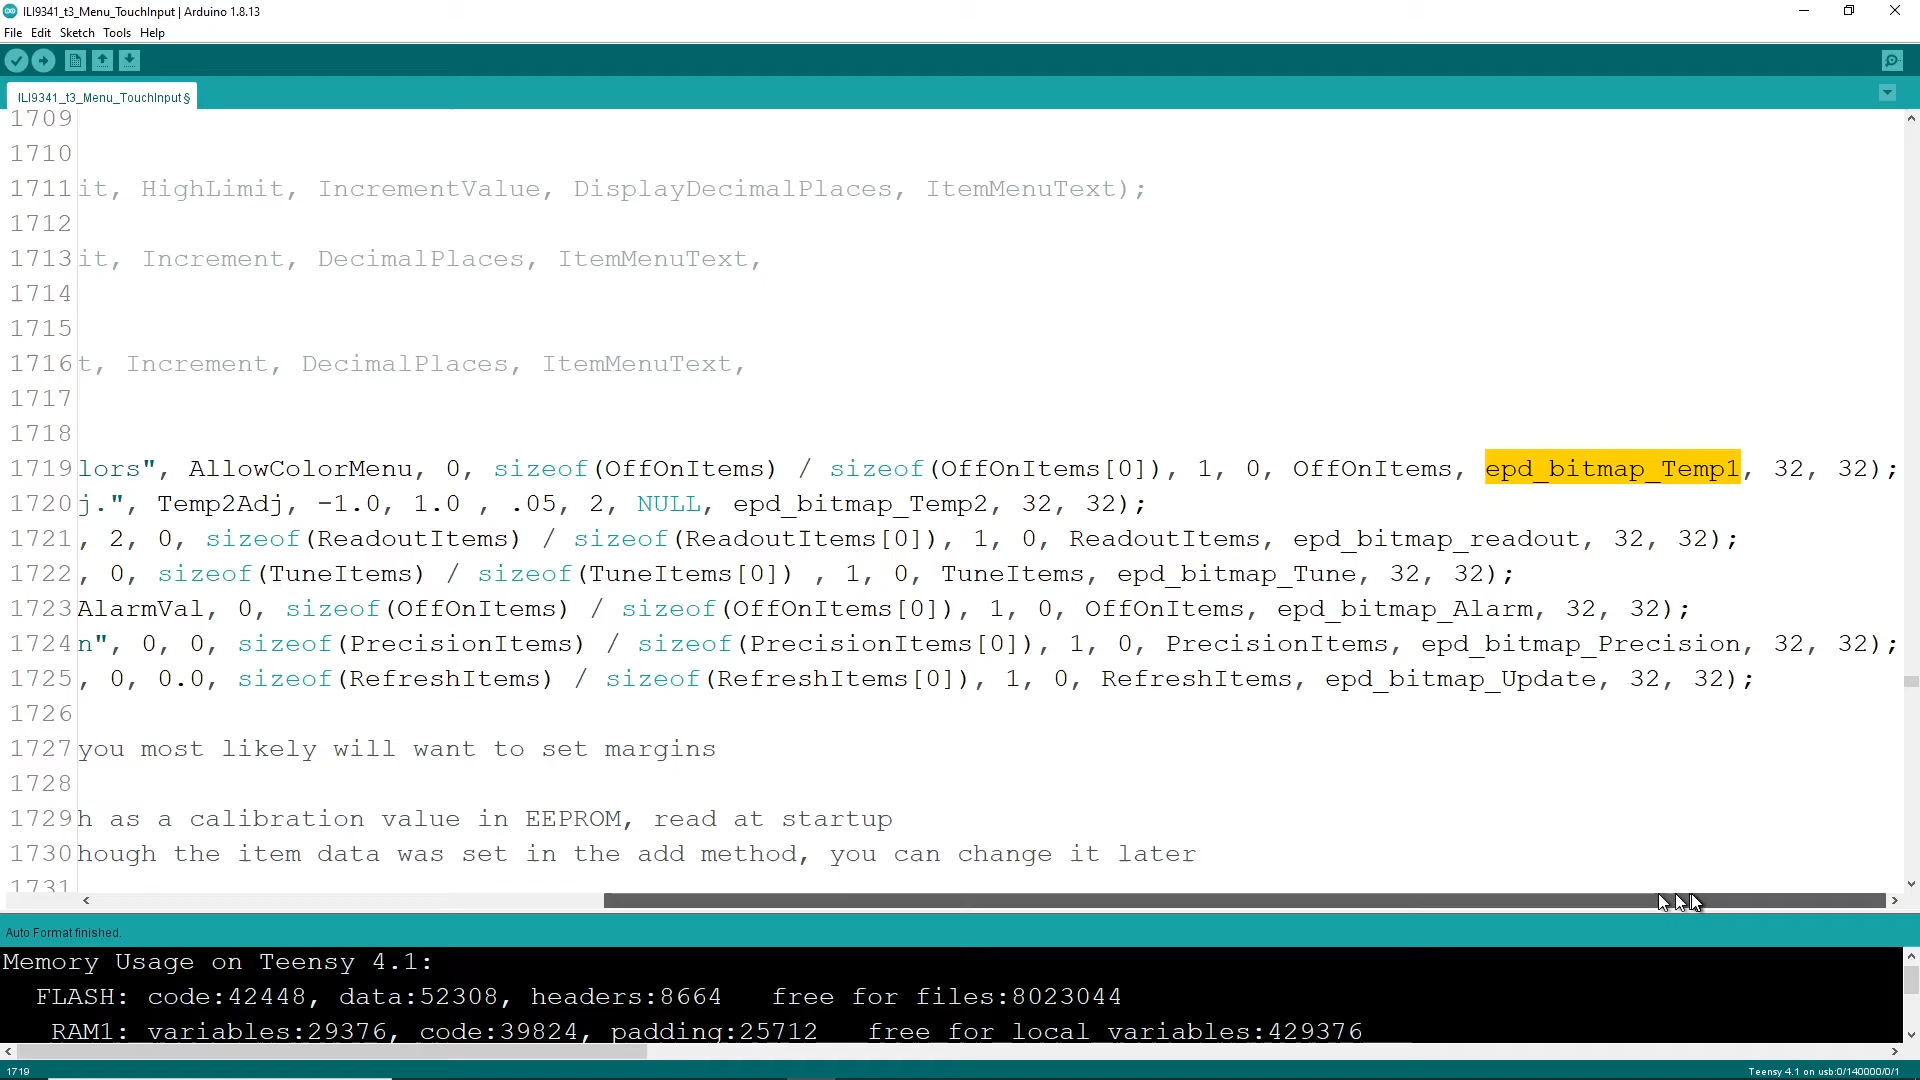 ILI9341_t3_Menu_TouchInput | Arduino 1.8.13
File Edit Sketch Tools Help
ILI9341_t3_Menu_TouchInput §
1709
1710
1711 it, HighLimit, IncrementValue, DisplayDecimalPlaces, ItemMenuText);
1712
1713 it, Increment, DecimalPlaces, ItemMenuText,
1714
1715
1716 t, Increment, DecimalPlaces, ItemMenuText,
1717
1718
1719 lors", AllowColorMenu, 0, sizeof(OffOnItems) / sizeof(OffOnItems[0]), 1, 0, OffOnItems, epd_bitmap_Temp1, 32, 32);
1720 j.", Temp2Adj, -1.0, 1.0 , .05, 2, NULL, epd_bitmap_Temp2, 32, 32);
1721 , 2, 0, sizeof(ReadoutItems) / sizeof(ReadoutItems[0]), 1, 0, ReadoutItems, epd_bitmap_readout, 32, 32);
1722 , 0, sizeof(TuneItems) / sizeof(TuneItems[0]) , 1, 0, TuneItems, epd_bitmap_Tune, 32, 32);
1723 AlarmVal, 0, sizeof(OffOnItems) / sizeof(OffOnItems[0]), 1, 0, OffOnItems, epd_bitmap_Alarm, 32, 32);
1724 n", 0, 0, sizeof(PrecisionItems) / sizeof(PrecisionItems[0]), 1, 0, PrecisionItems, epd_bitmap_Precision, 32, 32);
1725 , 0, 0.0, sizeof(RefreshItems) / sizeof(RefreshItems[0]), 1, 0, RefreshItems, epd_bitmap_Update, 32, 32);
1726
1727 you most likely will want to set margins
1728
1729 h as a calibration value in EEPROM, read at startup
1730 hough the item data was set in the add method, you can change it later
1731
Auto Format finished.
Memory Usage on Teensy 4.1:
FLASH: code:42448, data:52308, headers:8664 free for files:8023044
RAM1: variables:29376, code:39824, padding:25712 free for local variables:429376
1719
Teensy 4.1 on usb:0/140000/0/1